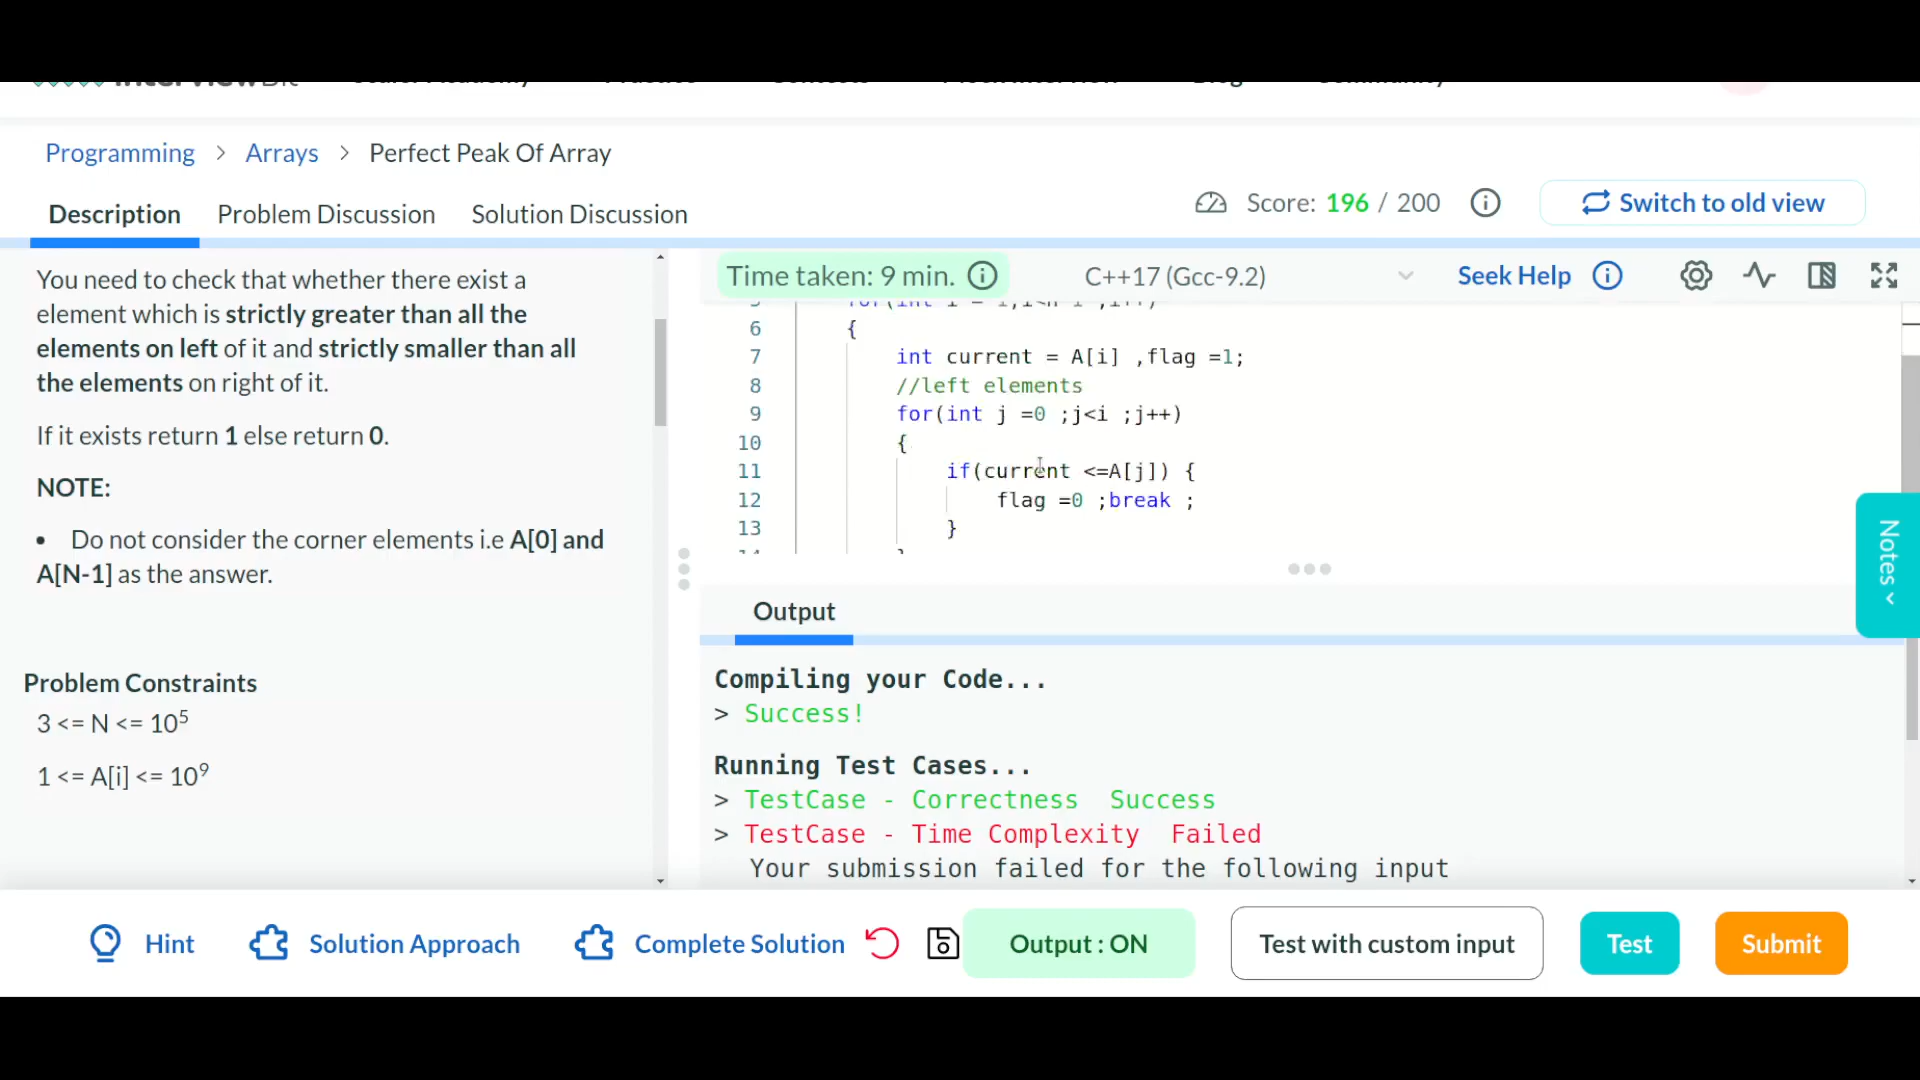 Programming > Arrays > Perfect Peak Of Array
Description Problem Discussion Solution Discussion
Score: 196 / 200
Switch to old view
You need to check that whether there exist a
element which is strictly greater than all the
elements on left of it and strictly smaller than all
the elements on right of it.
If it exists return 1 else return 0.
NOTE:
• Do not consider the corner elements i.e A[0] and
A[N-1] as the answer.
Problem Constraints
3 <= N <= 10⁵
1 <= A[i] <= 10⁹
Time taken: 9 min.
C++17 (Gcc-9.2)
Seek Help
6 {
7 int current = A[i] ,flag =1;
8 //left elements
9 for(int j =0 ;j<i ;j++)
10 {
11 if(current <=A[j]) {
12 flag =0 ;break ;
13 }
Notes
Output
Compiling your Code...
> Success!
Running Test Cases...
> TestCase - Correctness Success
> TestCase - Time Complexity Failed
Your submission failed for the following input
Hint
Solution Approach
Complete Solution
Output : ON
Test with custom input
Test
Submit